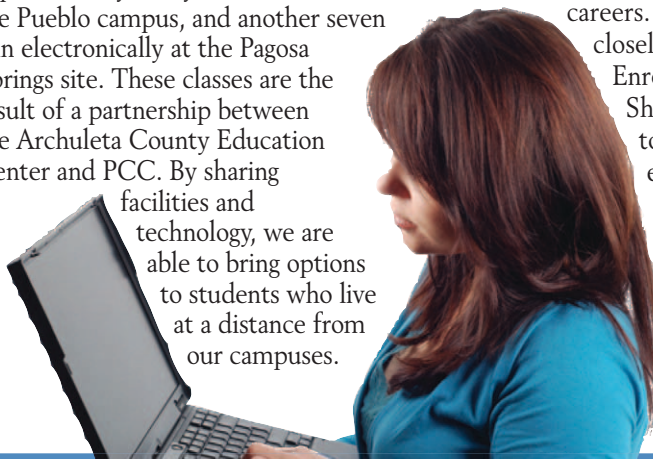 e Pueblo campus, and another seven
in electronically at the Pagosa
prings site. These classes are the
sult of a partnership between
e Archuleta County Education
enter and PCC. By sharing
facilities and
technology, we are
able to bring options
to students who live
at a distance from
our campuses.
careers.
closel
Enro
Sh
to
e